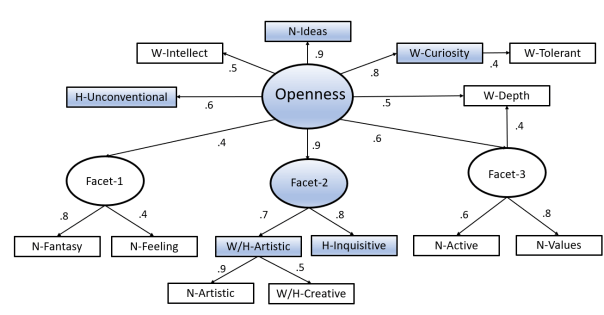 N-Ideas
W-Intellect
W-Curiosity
W-Tolerant
.9
.4
.5
.8
H-Unconventional
Openness
W-Depth
.6
.5
.4
.9
.6
.4
Facet-1
Facet-2
Facet-3
.8
.4
.7
.8
.6
.8
N-Fantasy
N-Feeling
W/H-Artistic
H-Inquisitive
N-Active
N-Values
.9
.5
N-Artistic
W/H-Creative